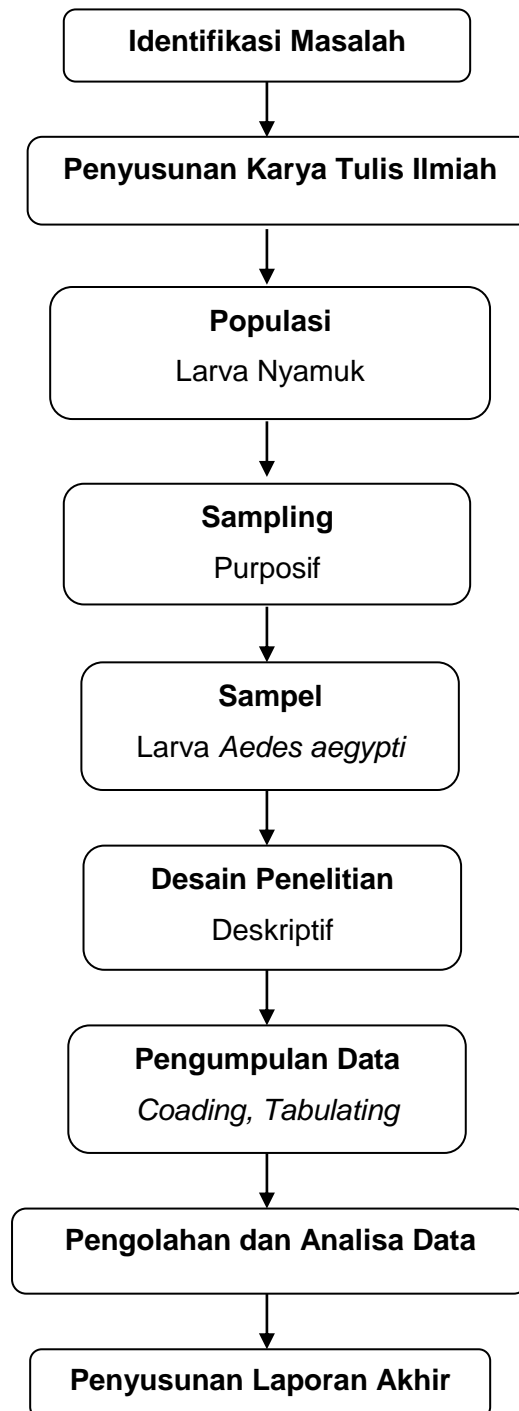 Identifikasi Masalah
Penyusunan Karya Tulis Ilmiah
Populasi
Larva Nyamuk
Sampling
Purposif
Sampel
Larva Aedes aegypti
Desain Penelitian
Deskriptif
Pengumpulan Data
Coading, Tabulating
Pengolahan dan Analisa Data
Penyusunan Laporan Akhir